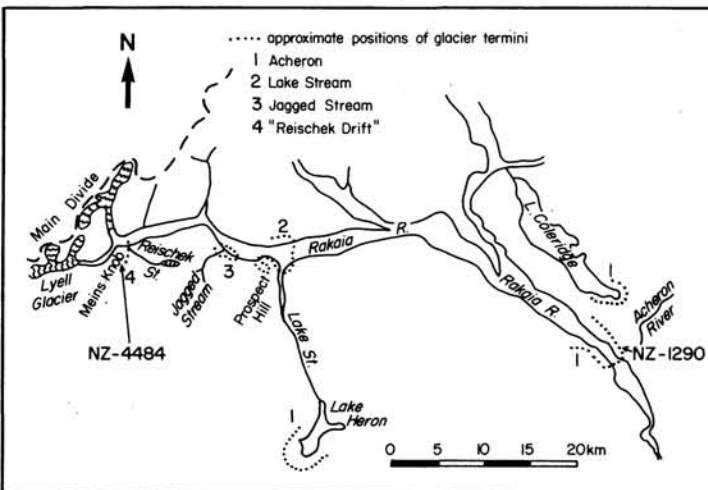 N
..... approximate positions of glacier termini
1 Acheron
2 Lake Stream
3 Jagged Stream
4 "Reischek Drift"
Main Divide
Lyell
Glacier
Meins Knob
4
Reischek
St.
NZ-4484
Jagged
Stream
3
Prospect
Hill
2
Rakaia
R.
Lake St.
1
Lake
Heron
L. Coleridge
1
Rakaia R.
Acheron
River
1
NZ-1290
0 5 10 15 20km